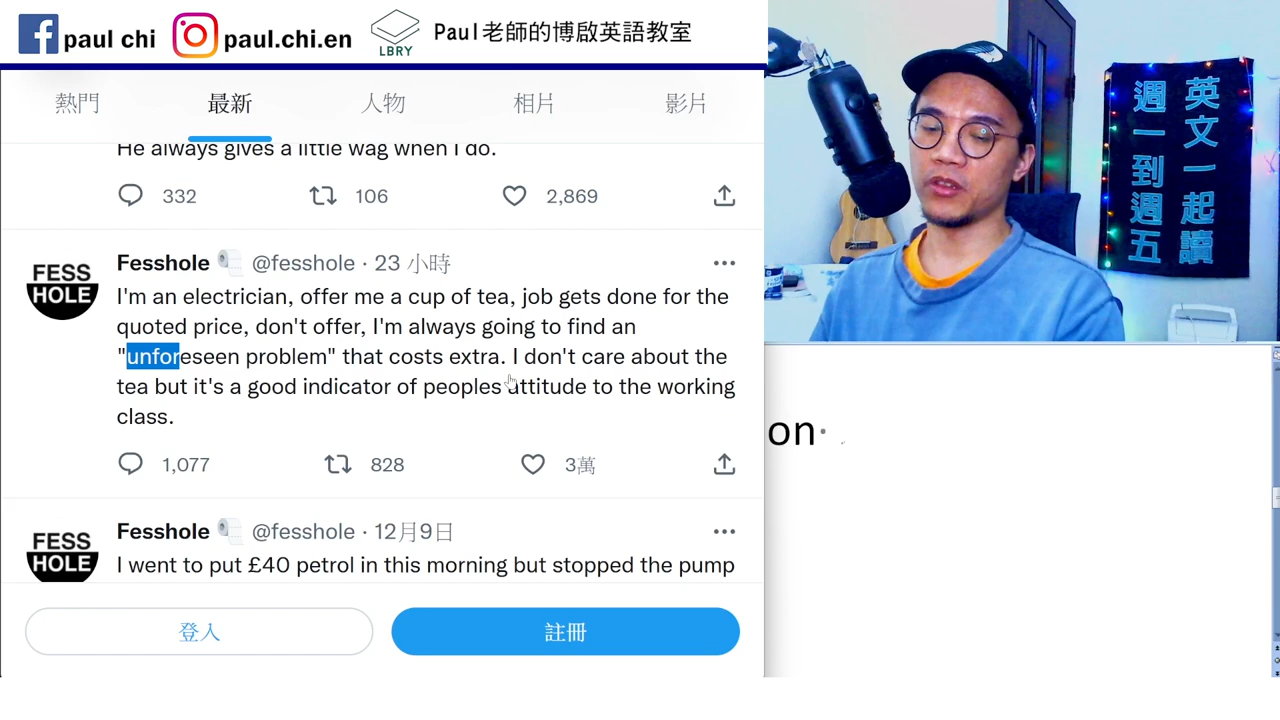 paul chi
paul.chi.en
LBRY
Paul老師的博啟英語教室
熱門
最新
人物
相片
影片
He always gives a little wag when I do.
332
106
2,869
FESS
HOLE
Fesshole @fesshole · 23 小時
I'm an electrician, offer me a cup of tea, job gets done for the
quoted price, don't offer, I'm always going to find an
"unforeseen problem" that costs extra. I don't care about the
tea but it's a good indicator of peoples attitude to the working
class.
1,077
828
3萬
FESS
HOLE
Fesshole @fesshole · 12月9日
I went to put £40 petrol in this morning but stopped the pump
登入
註冊
英文一起讀
週一到週五
on